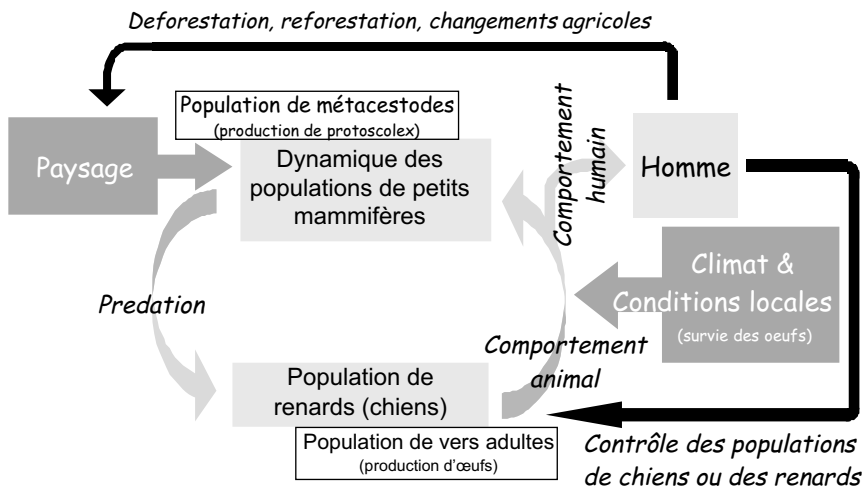 Deforestation, reforestation, changements agricoles
Population de métacestodes
(production de protoscolex)
Paysage
Dynamique des
populations de petits
mammifères
Comportement
humain
Homme
Climat &
Conditions locales
(survie des oeufs)
Predation
Comportement
animal
Population de
renards (chiens)
Population de vers adultes
(production d'œufs)
Contrôle des populations
de chiens ou des renards